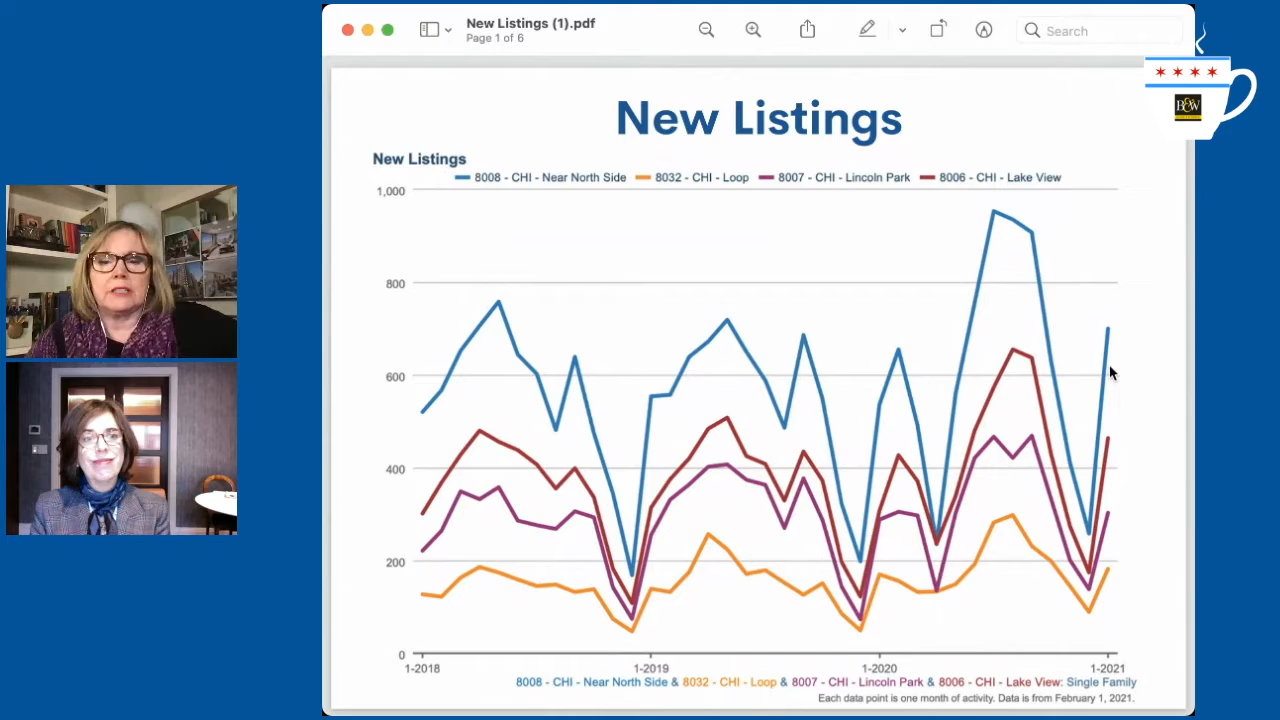 New Listings (1).pdf
Page 1 of 6
Search
B&W
New Listings
New Listings
8008 - CHI - Near North Side 8032 - CHI - Loop 8007 - CHI - Lincoln Park 8006 - CHI - Lake View
1,000
800
600
400
200
0
1-2018 1-2019 1-2020 1-2021
8008 - CHI - Near North Side & 8032 - CHI - Loop & 8007 - CHI - Lincoln Park & 8006 - CHI - Lake View: Single Family
Each data point is one month of activity. Data is from February 1, 2021.